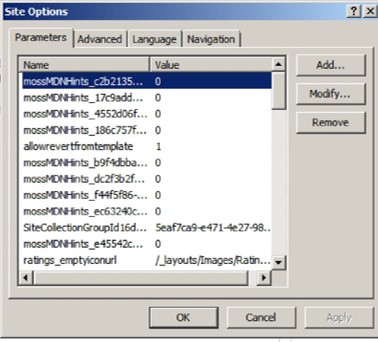 Site Options
Parameters Advanced Language Navigation
Name Value
mossMDNHints_c2b2135... 0
mossMDNHints_17c9add... 0
mossMDNHints_4552d06f... 0
mossMDNHints_186c757f... 0
allowrevertfromtemplate 1
mossMDNHints_b9f4dbba... 0
mossMDNHints_dc2f3b2f... 0
mossMDNHints_f44f5f86-... 0
mossMDNHints_ec63240c... 0
SiteCollectionGroupId16d... 5eaf7ca9-e471-4e27-98...
mossMDNHints_e45542c... 0
ratings_emptyiconurl /_layouts/Images/Ratin...
Add...
Modify...
Remove
OK Cancel Apply